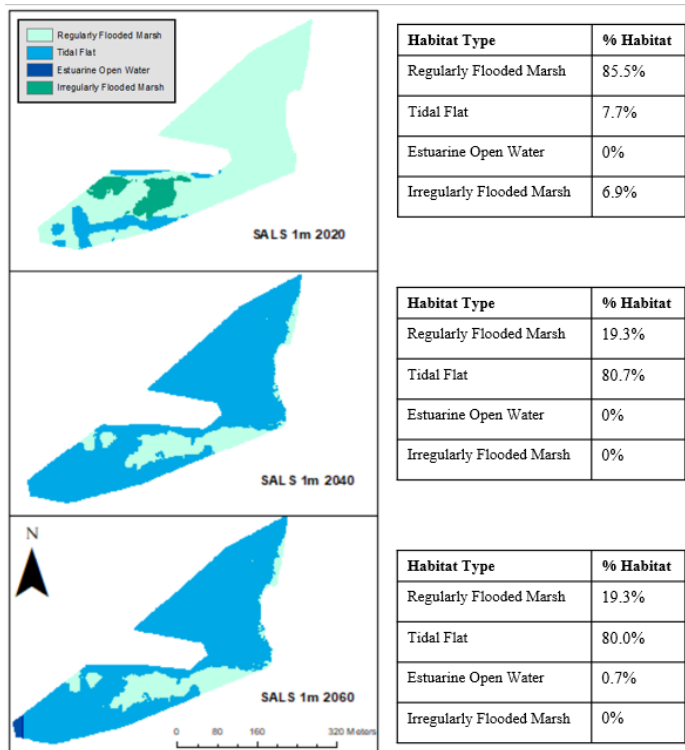 Regularly Flooded Marsh
Tidal Flat
Estuarine Open Water
Irregularly Flooded Marsh
SALS 1m 2020
Habitat Type % Habitat
Regularly Flooded Marsh 85.5%
Tidal Flat 7.7%
Estuarine Open Water 0%
Irregularly Flooded Marsh 6.9%
SALS 1m 2040
Habitat Type % Habitat
Regularly Flooded Marsh 19.3%
Tidal Flat 80.7%
Estuarine Open Water 0%
Irregularly Flooded Marsh 0%
N
SALS 1m 2060
0 80 160 320 Meters
Habitat Type % Habitat
Regularly Flooded Marsh 19.3%
Tidal Flat 80.0%
Estuarine Open Water 0.7%
Irregularly Flooded Marsh 0%